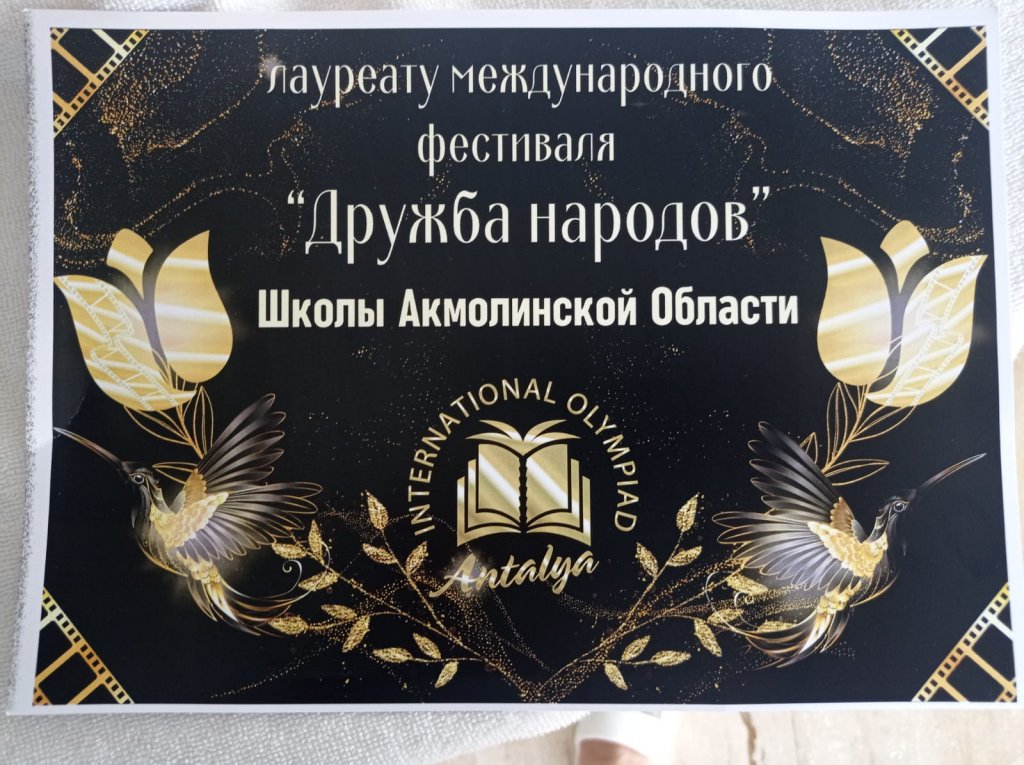 лауреату международного
фестиваля
“Дружба народов”
Школы Акмолинской Области
INTERNATIONAL OLYMPIAD
Antalya